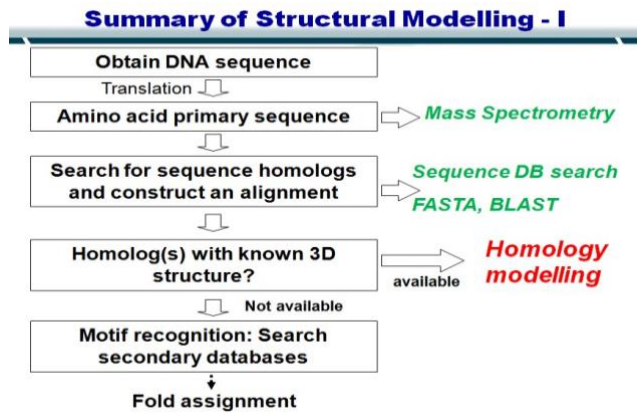 Summary of Structural Modelling - I
Obtain DNA sequence
Translation
Amino acid primary sequence
Mass Spectrometry
Search for sequence homologs
and construct an alignment
Sequence DB search
FASTA, BLAST
Homolog(s) with known 3D
structure?
available
Homology
modelling
Not available
Motif recognition: Search
secondary databases
Fold assignment